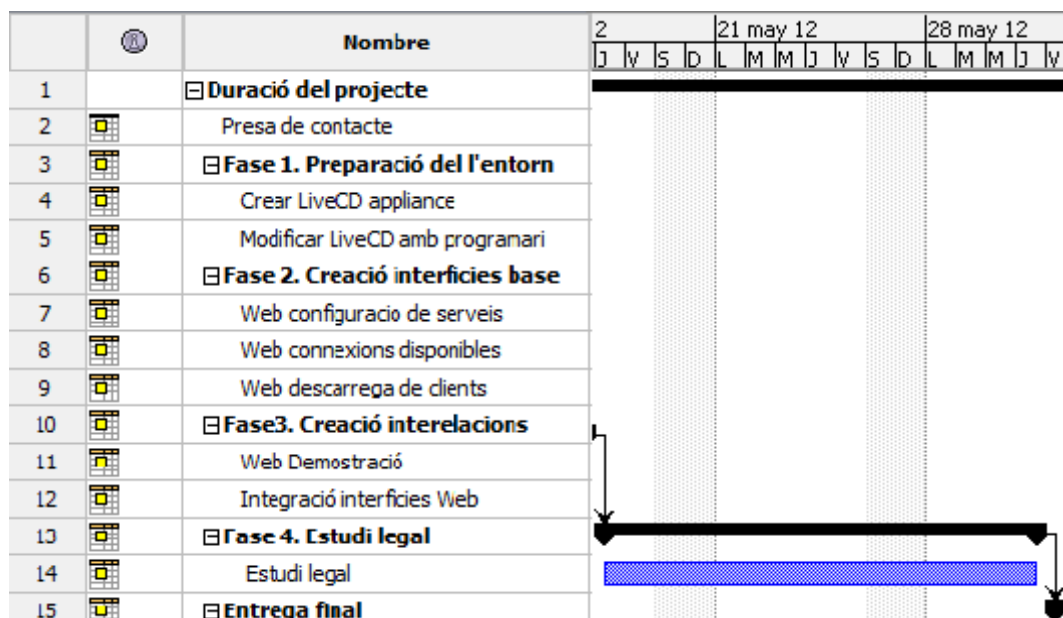 Nombre
2 21 may 12 28 may 12
J V S D L M M J V S D L M M J V
1 Duració del projecte
2 Presa de contacte
3 Fase 1. Preparació del l'entorn
4 Crear LiveCD appliance
5 Modificar LiveCD amb programari
6 Fase 2. Creació interficies base
7 Web configuracio de serveis
8 Web connexions disponibles
9 Web descarrega de clients
10 Fase3. Creació interelacions
11 Web Demostració
12 Integració interficies Web
13 Fase 4. Estudi legal
14 Estudi legal
15 Entrega final